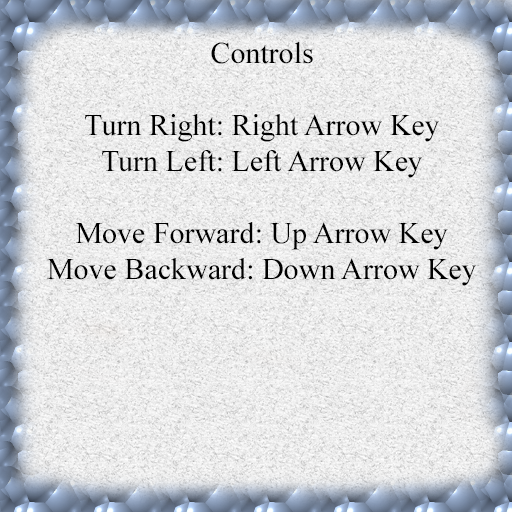 Controls
Turn Right: Right Arrow Key
Turn Left: Left Arrow Key
Move Forward: Up Arrow Key
Move Backward: Down Arrow Key